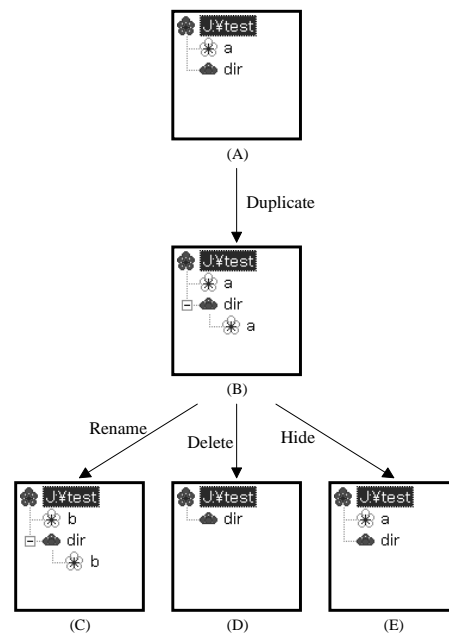 J:¥test
a
dir
(A)
Duplicate
J:¥test
a
dir
a
(B)
Rename
Delete
Hide
J:¥test
b
dir
b
(C)
J:¥test
dir
(D)
J:¥test
a
dir
(E)